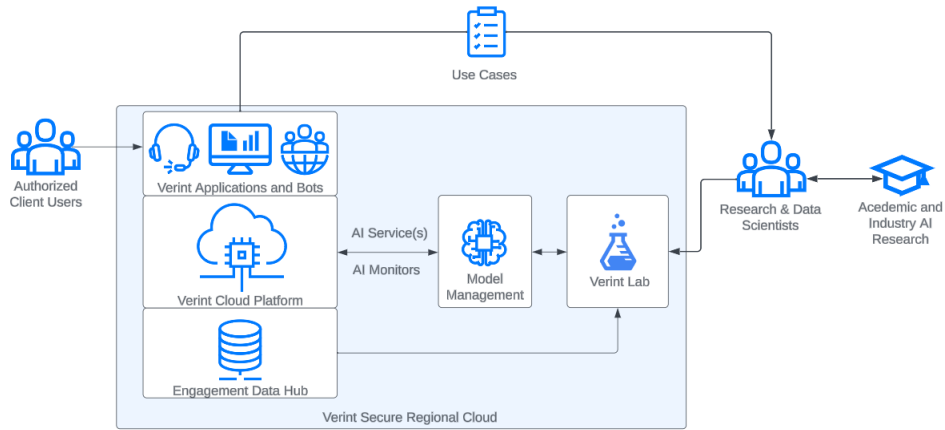 Use Cases
Authorized
Client Users
Verint Applications and Bots
Research & Data
Scientists
Acedemic and
Industry AI
Research
AI Service(s)
AI Monitors
Verint Cloud Platform
Model
Management
Verint Lab
Engagement Data Hub
Verint Secure Regional Cloud